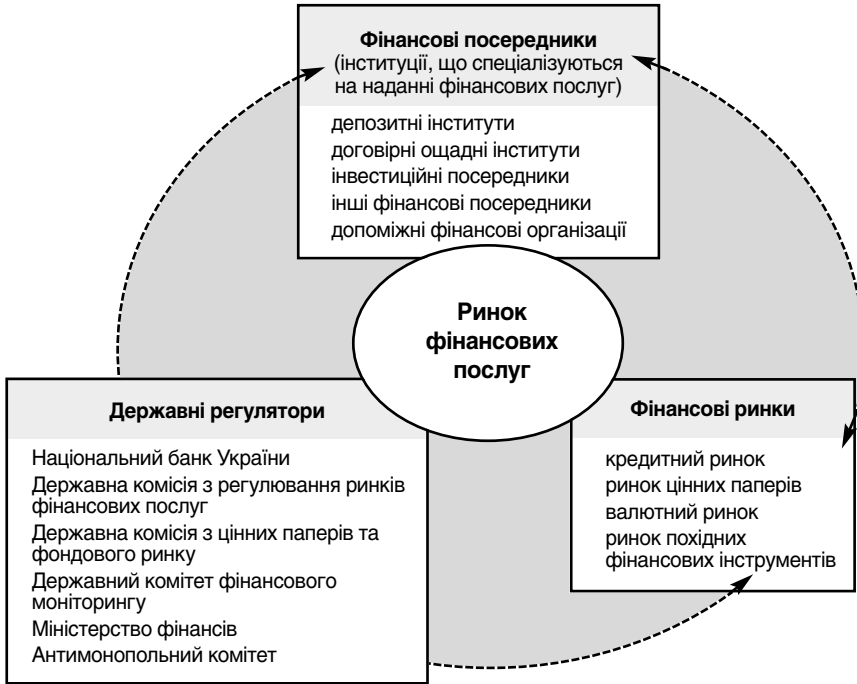 Фінансові посередники
(інституції, що спеціалізуються
на наданні фінансових послуг)
депозитні інститути
договірні ощадні інститути
інвестиційні посередники
інші фінансові посередники
допоміжні фінансові організації
Ринок
фінансових
послуг
Державні регулятори
Національний банк України
Державна комісія з регулювання ринків
фінансових послуг
Державна комісія з цінних паперів та
фондового ринку
Державний комітет фінансового
моніторингу
Міністерство фінансів
Антимонопольний комітет
Фінансові ринки
кредитний ринок
ринок цінних паперів
валютний ринок
ринок похідних
фінансових інструментів